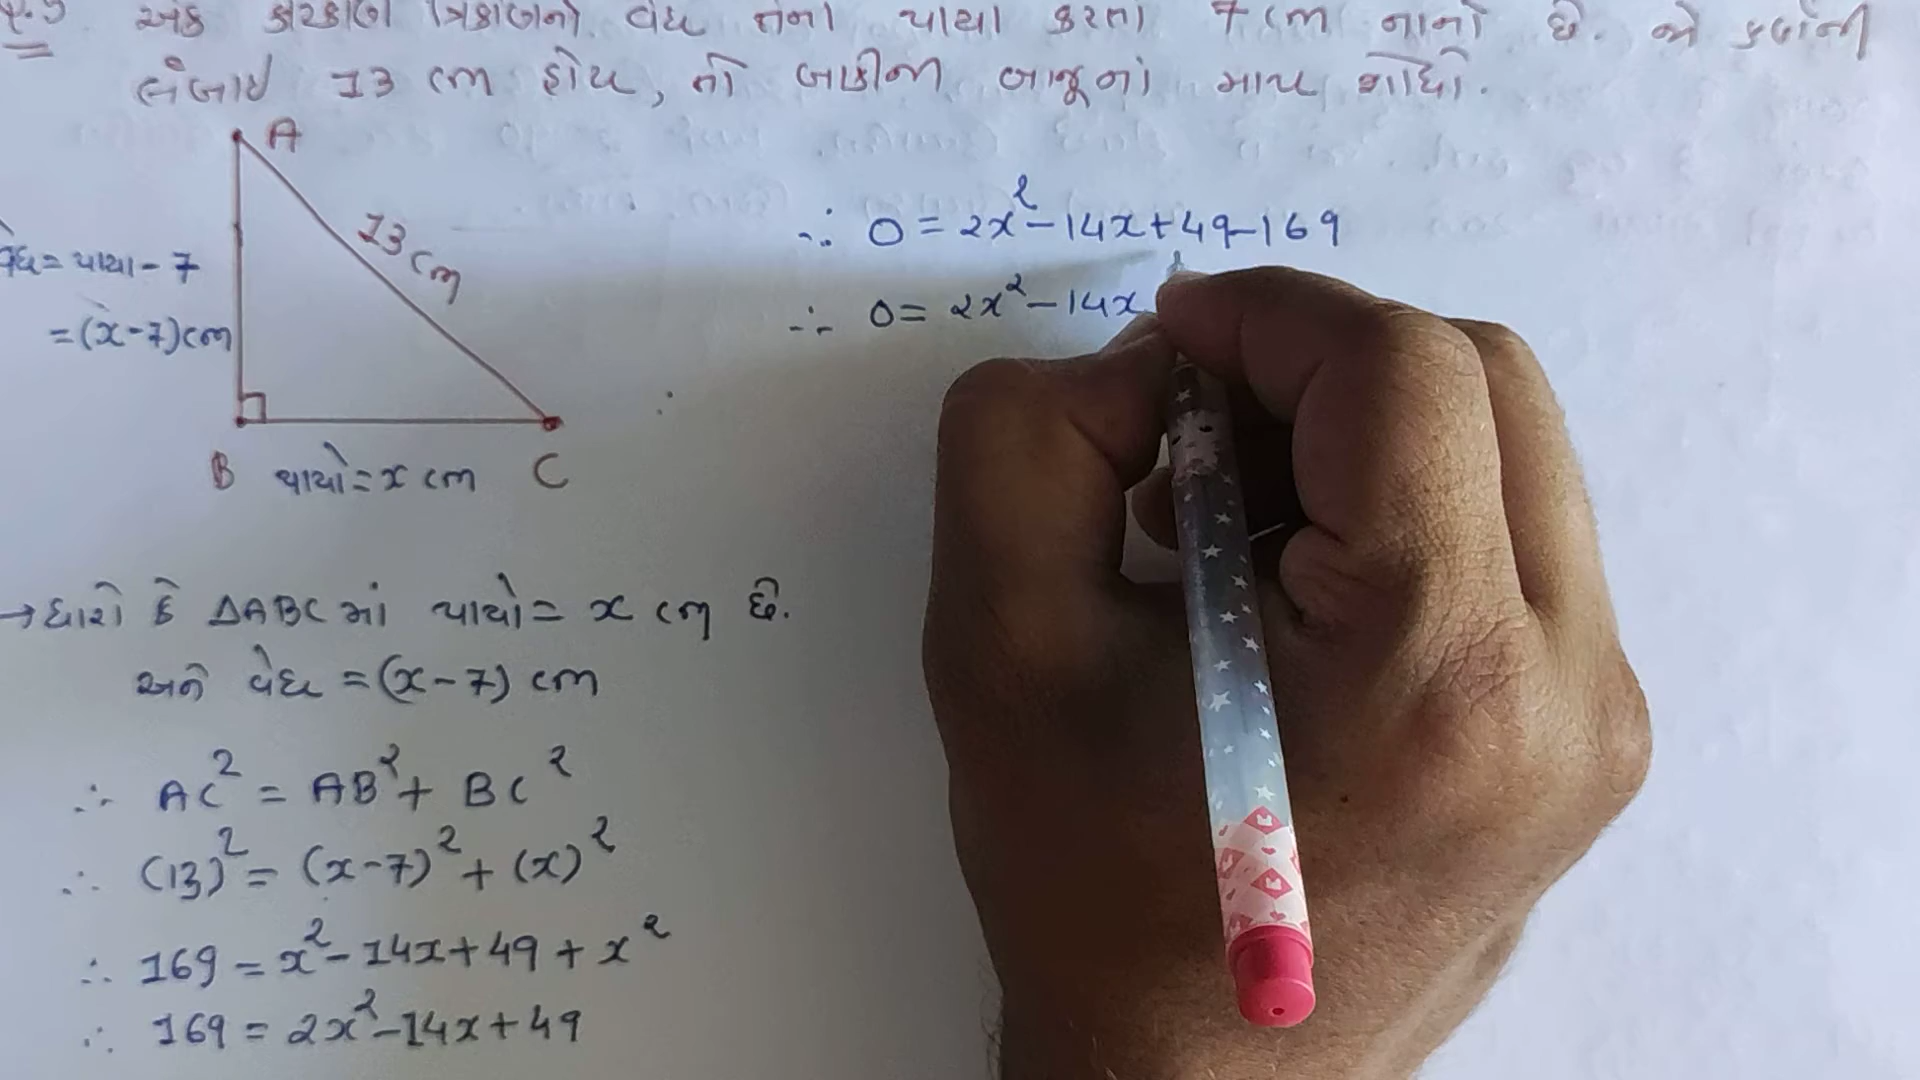 એક કાટકોણ ત્રિકોણનો વેધ તેના પાયા કરતા 7 cm નાનો છે. જો કર્ણની
લંબાઈ 13 cm હોય, તો બાકીની બાજૂનાં માપ શોધો.
A
13 cm
વેધ = પાયા - 7
= (x-7) cm
B પાયો = x cm C
→ ધારો કે ΔABC માં પાયો = x cm છે.
અને વેધ = (x-7) cm
∴ AC² = AB² + BC²
∴ (13)² = (x-7)² + (x)²
∴ 169 = x² - 14x + 49 + x²
∴ 169 = 2x² - 14x + 49
∴ 0 = 2x² - 14x + 49 - 169
∴ 0 = 2x² - 14x